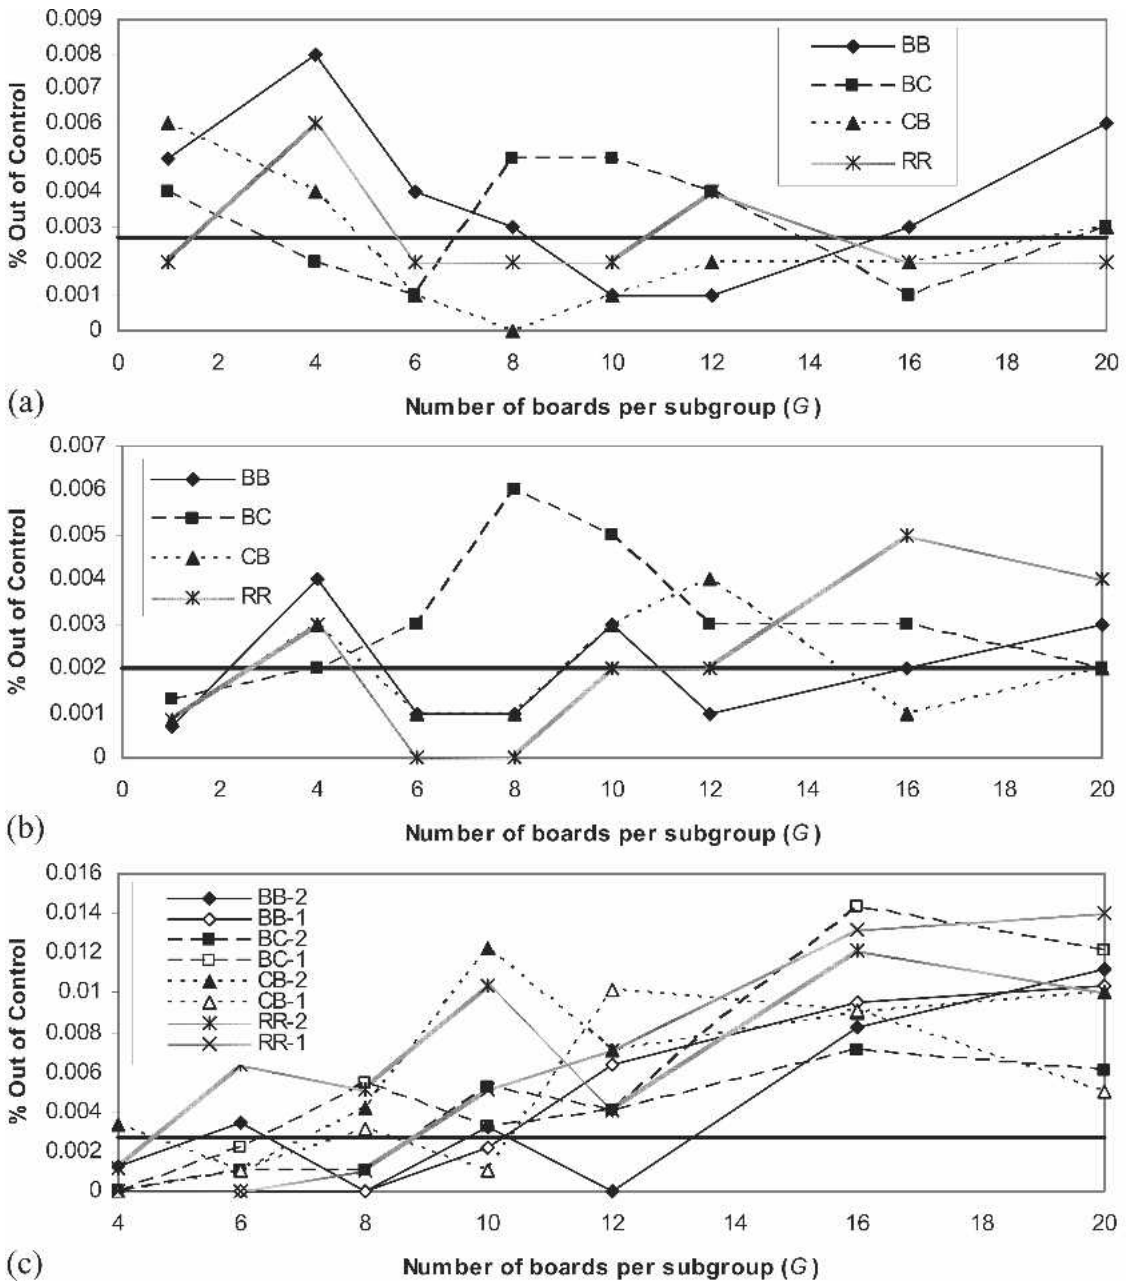 0.009
0.008
0.007
0.006
0.005
0.004
0.003
0.002
0.001
0
% Out of Control
BB
BC
CB
RR
0 2 4 6 8 10 12 14 16 18 20
(a)
Number of boards per subgroup (G)
0.007
0.006
0.005
0.004
0.003
0.002
0.001
0
% Out of Control
BB
BC
CB
RR
0 2 4 6 8 10 12 14 16 18 20
(b)
Number of boards per subgroup (G)
0.016
0.014
0.012
0.01
0.008
0.006
0.004
0.002
0
% Out of Control
BB-2
BB-1
BC-2
BC-1
CB-2
CB-1
RR-2
RR-1
4 6 8 10 12 14 16 18 20
(c)
Number of boards per subgroup (G)